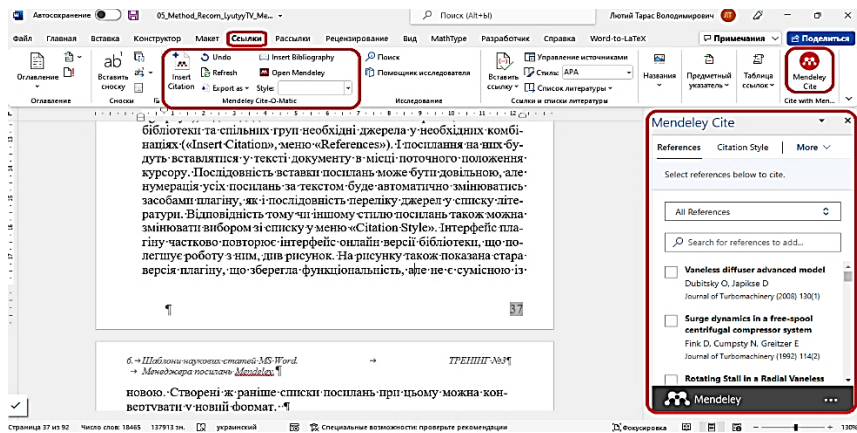 Автосохранение
05_Method_Recom_LyutyyTV_Me...
Поиск (Alt+Ы)
Лютий Тарас Володимирович
ЛТ
Файл Главная Вставка Конструктор Макет Ссылки Рассылки Рецензирование Вид MathType Разработчик Справка Word-to-LaTeX
Примечания
Поделиться
Оглавление
Оглавление
ab
Вставить сноску
Сноски
Insert Citation
Undo
Refresh
Export as
Insert Bibliography
Open Mendeley
Style:
Mendeley Cite-O-Matic
Поиск
Помощник исследователя
Исследование
Вставить ссылку
Управление источниками
Стиль: APA
Список литературы
Ссылки и списки литературы
Названия
Предметный указатель
Таблица ссылок
Mendeley Cite
Cite with Men...
бібліотеки та спільних груп необхідні джерела у необхідних комбі-
націях («Insert Citation», меню «References»). І посилання на них бу-
дуть вставлятися у тексті документу в місці поточного положення
курсору. Послідовність вставки посилань може бути довільною, але
нумерація усіх посилань за текстом буде автоматично змінюватись
засобами плагіну, як і послідовність переліку джерел у списку літе-
ратури. Відповідність тому чи іншому стилю посилань також можна
змінювати вибором зі списку у меню «Citation Style». Інтерфейс пла-
гіну частково повторює інтерфейс онлайн версії бібліотеки, що по-
легшує роботу з ним, див рисунок. На рисунку також показана стара
версія плагіну, що зберегла функціональність, але не є сумісною із
37
6. Шаблони наукових статей MS Word.
ТРЕНІНГ №3
Менеджера посилань Mendeley.
новою. Створені ж раніше списки посилань при цьому можна кон-
вертувати у новий формат.
Mendeley Cite
References Citation Style More
Select references below to cite.
All References
Search for references to add...
Vaneless diffuser advanced model
Dubitsky O, Japikse D
Journal of Turbomachinery (2008) 130(1)
Surge dynamics in a free-spool
centrifugal compressor system
Fink D, Cumpsty N, Greitzer E
Journal of Turbomachinery (1992) 114(2)
Rotating Stall in a Radial Vaneless
Mendeley
Страница 37 из 92 Число слов: 18465 137913 зн. украинский Специальные возможности: проверьте рекомендации Фокусировка 130%